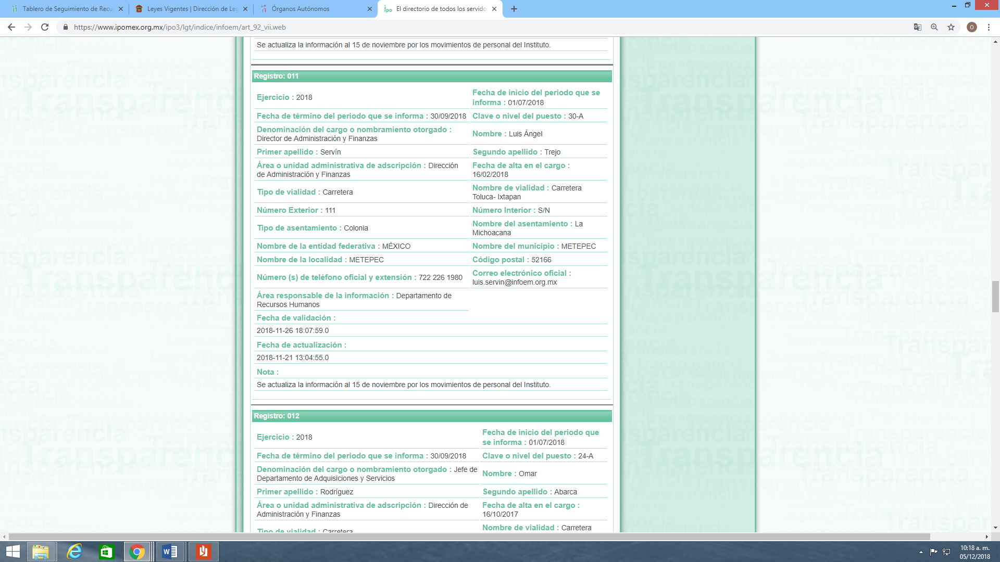 Tablero de Seguimiento de Recu
Leyes Vigentes | Dirección de Leg
Órganos Autónomos
ipo El directorio de todos los servido
https://www.ipomex.org.mx/ipo3/lgt/indice/infoem/art_92_vii.web
O
Se actualiza la información al 15 de noviembre por los movimientos de personal del Instituto.
Registro: 011
Ejercicio : 2018
Fecha de inicio del periodo que se
informa : 01/07/2018
Fecha de término del periodo que se informa : 30/09/2018
Clave o nivel del puesto : 30-A
Denominación del cargo o nombramiento otorgado :
Director de Administración y Finanzas
Nombre : Luis Ángel
Primer apellido : Servín
Segundo apellido : Trejo
Área o unidad administrativa de adscripción : Dirección
de Administración y Finanzas
Fecha de alta en el cargo :
16/02/2018
Tipo de vialidad : Carretera
Nombre de vialidad : Carretera
Toluca- Ixtapan
Número Exterior : 111
Número Interior : S/N
Tipo de asentamiento : Colonia
Nombre del asentamiento : La
Michoacana
Nombre de la entidad federativa : MÉXICO
Nombre del municipio : METEPEC
Nombre de la localidad : METEPEC
Código postal : 52166
Número (s) de teléfono oficial y extensión : 722 226 1980
Correo electrónico oficial :
luis.servin@infoem.org.mx
Área responsable de la información : Departamento de
Recursos Humanos
Fecha de validación :
2018-11-26 18:07:59.0
Fecha de actualización :
2018-11-21 13:04:55.0
Nota :
Se actualiza la información al 15 de noviembre por los movimientos de personal del Instituto.
Registro: 012
Ejercicio : 2018
Fecha de inicio del periodo que
se informa : 01/07/2018
Fecha de término del periodo que se informa : 30/09/2018
Clave o nivel del puesto : 24-A
Denominación del cargo o nombramiento otorgado : Jefe de
Departamento de Adquisiciones y Servicios
Nombre : Omar
Primer apellido : Rodríguez
Segundo apellido : Abarca
Área o unidad administrativa de adscripción : Dirección de
Administración y Finanzas
Fecha de alta en el cargo :
16/10/2017
Tipo de vialidad : Carretera
Nombre de vialidad : Carretera
10:18 a. m.
05/12/2018